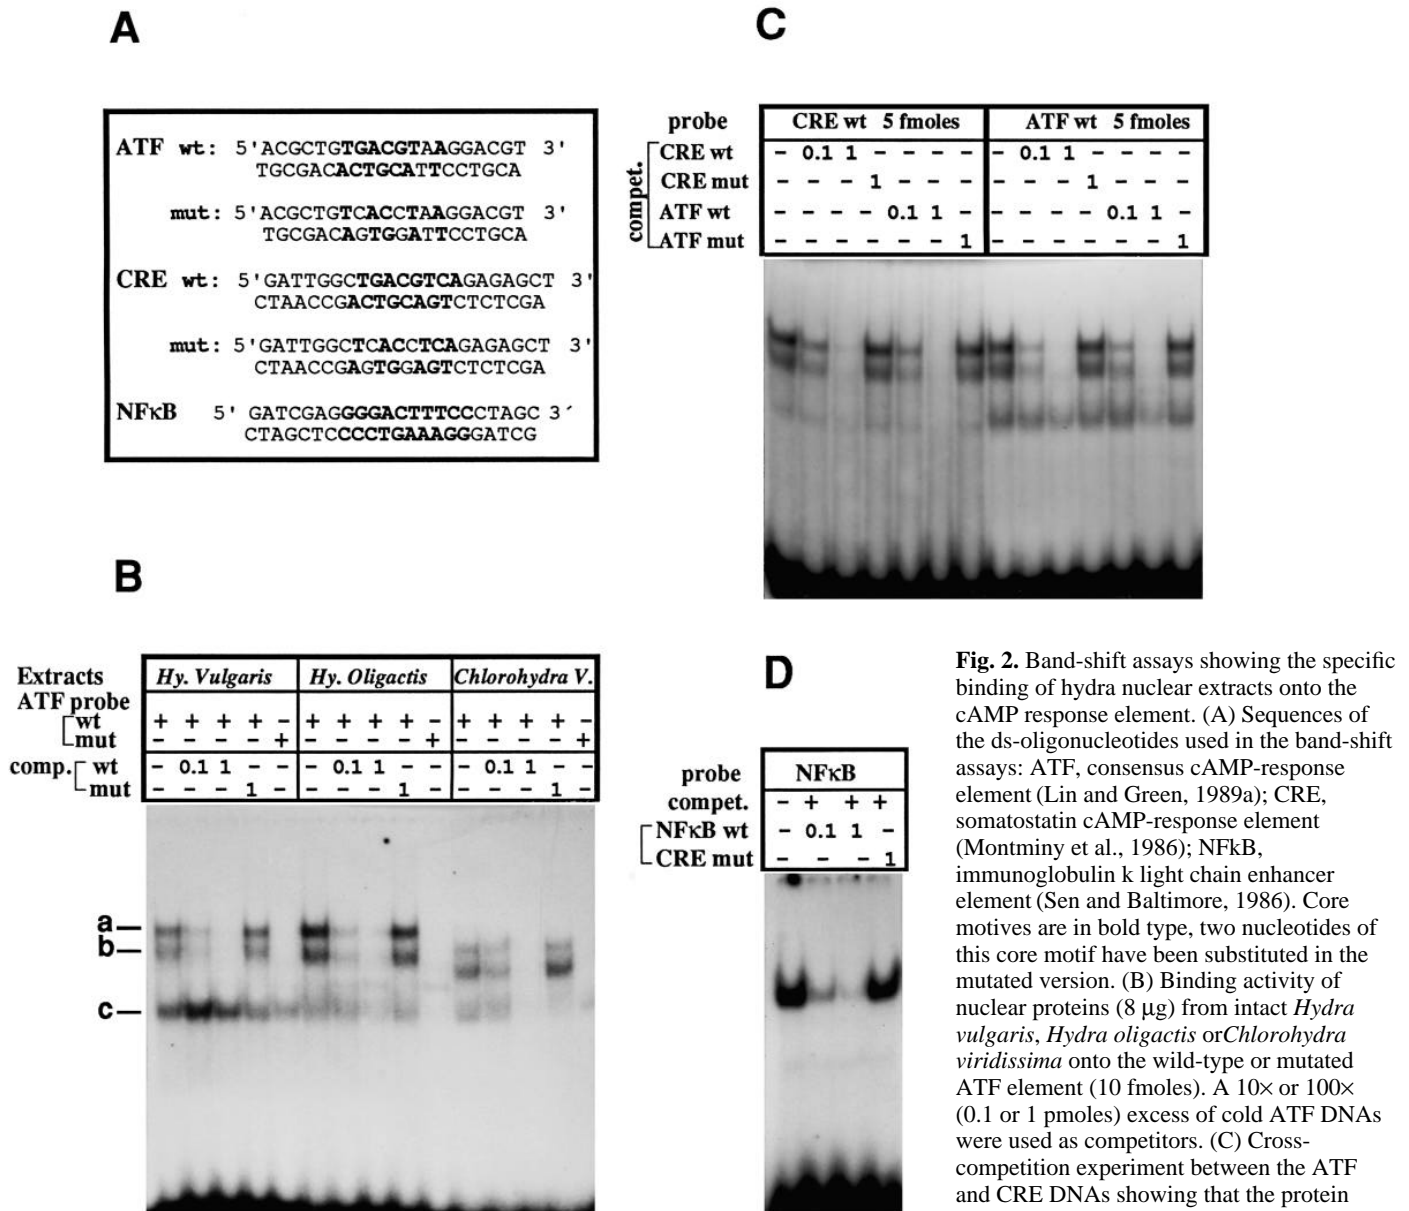 A
ATF wt: 5'ACGCTGTGACGTAAGGACGT 3'
TGCGACACTGCATTCCTGCA
mut: 5'ACGCTGTCACCTAAGGACGT 3'
TGCGACAGTGGATTCCTGCA
CRE wt: 5'GATTGGCTGACGTCAGAGAGCT 3'
CTAACCGACTGCAGTCTCTCGA
mut: 5'GATTGGCTCACCTCAGAGAGCT 3'
CTAACCGAGTGGAGTCTCTCGA
NFκB 5' GATCGAGGGGACTTTCCCTAGC 3´
CTAGCTCCCCTGAAAGGGATCG
B
Extracts Hy. Vulgaris Hy. Oligactis Chlorohydra V.
ATF probe
wt + + + + - + + + + - + + + + -
mut - - - - + - - - - + - - - - +
comp. wt - 0.1 1 - - - 0.1 1 - - - 0.1 1 - -
mut - - - 1 - - - - 1 - - - - 1 -
a
b
c
C
probe CRE wt 5 fmoles ATF wt 5 fmoles
compet.
CRE wt - 0.1 1 - - - - - 0.1 1 - - - -
CRE mut - - - 1 - - - - - - 1 - - -
ATF wt - - - - 0.1 1 - - - - - 0.1 1 -
ATF mut - - - - - - 1 - - - - - - 1
D
probe NFκB
compet. - + + +
NFκB wt - 0.1 1 -
CRE mut - - - 1
Fig. 2. Band-shift assays showing the specific
binding of hydra nuclear extracts onto the
cAMP response element. (A) Sequences of
the ds-oligonucleotides used in the band-shift
assays: ATF, consensus cAMP-response
element (Lin and Green, 1989a); CRE,
somatostatin cAMP-response element
(Montminy et al., 1986); NFkB,
immunoglobulin k light chain enhancer
element (Sen and Baltimore, 1986). Core
motives are in bold type, two nucleotides of
this core motif have been substituted in the
mutated version. (B) Binding activity of
nuclear proteins (8 µg) from intact Hydra
vulgaris, Hydra oligactis orChlorohydra
viridissima onto the wild-type or mutated
ATF element (10 fmoles). A 10× or 100×
(0.1 or 1 pmoles) excess of cold ATF DNAs
were used as competitors. (C) Cross-
competition experiment between the ATF
and CRE DNAs showing that the protein